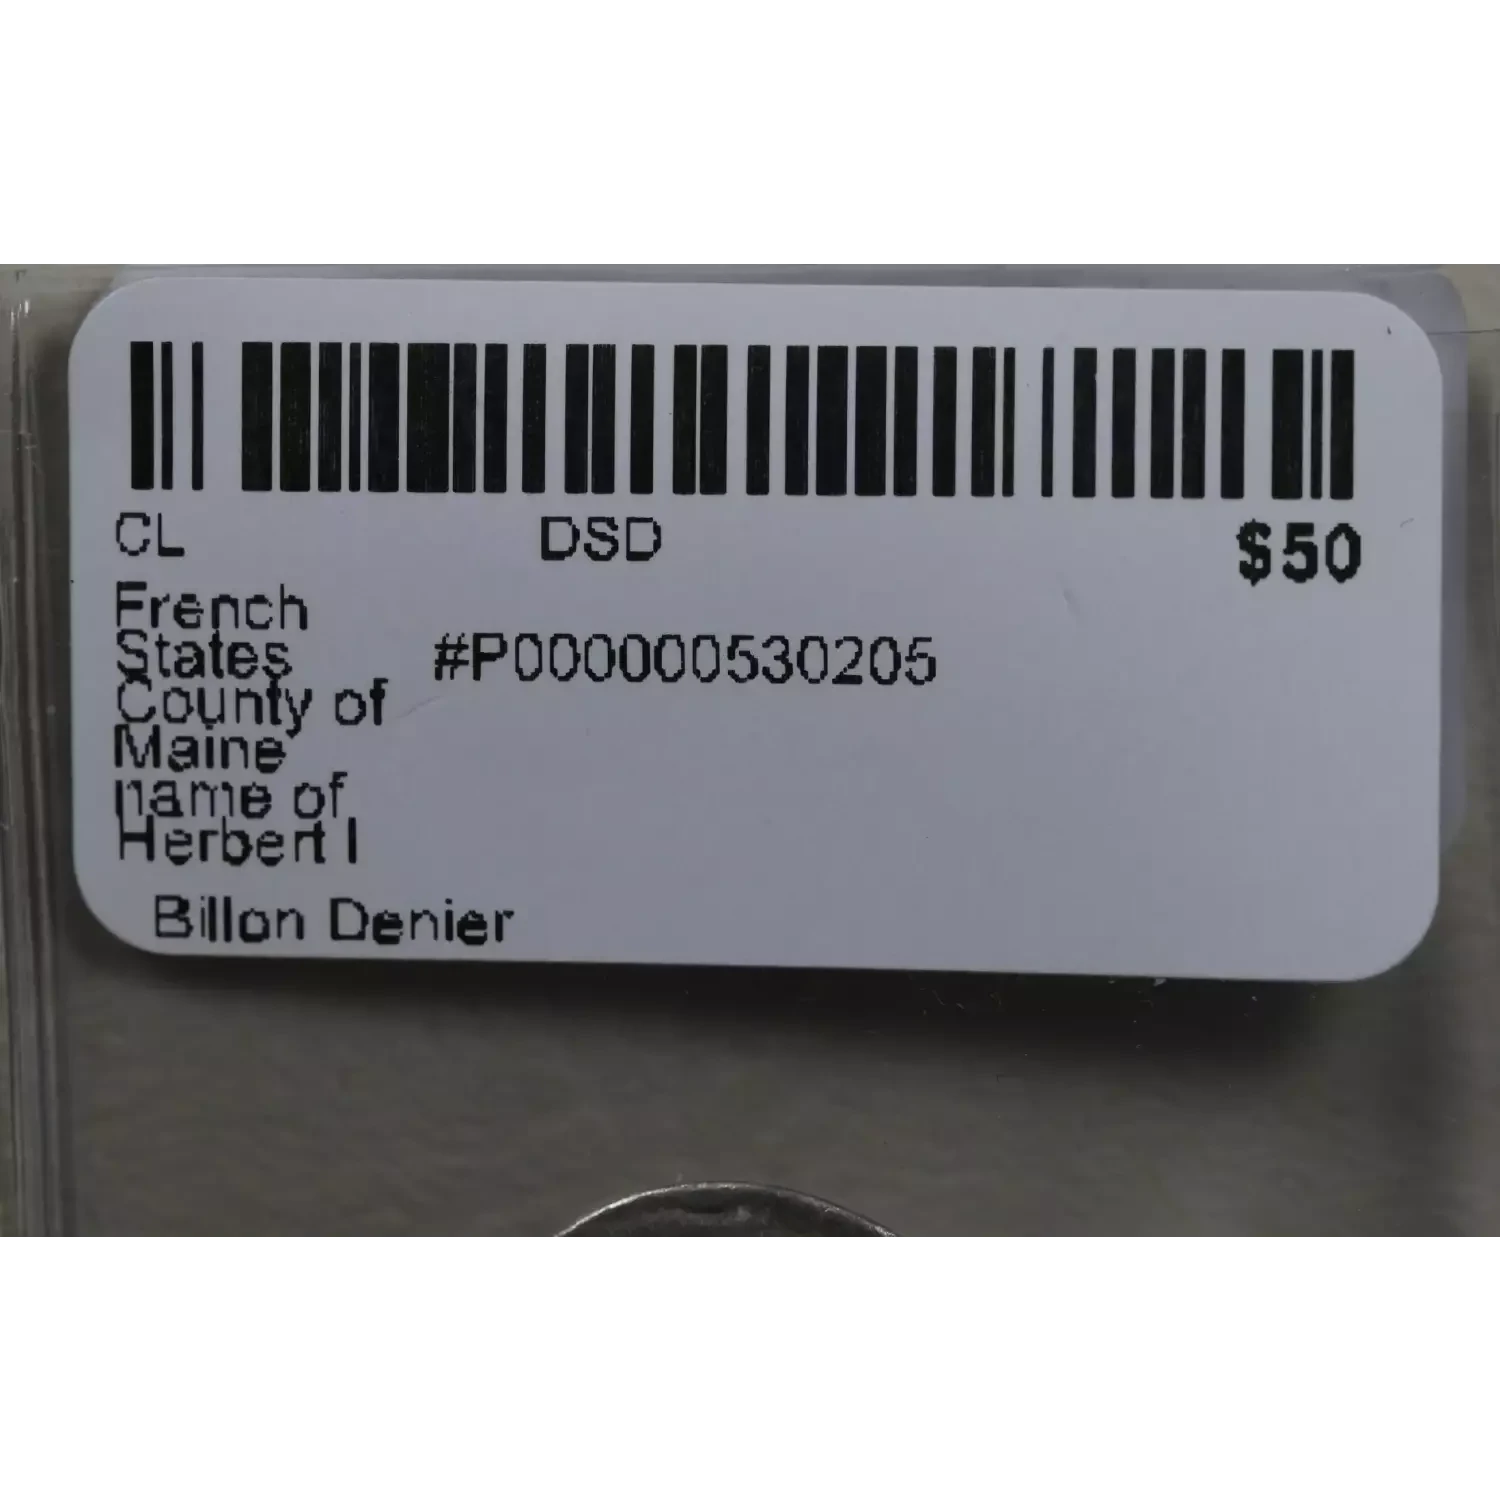 CL DSD $50
French
States
County of
Maine
name of
Herbert I
#P000000530205
Billon Denier